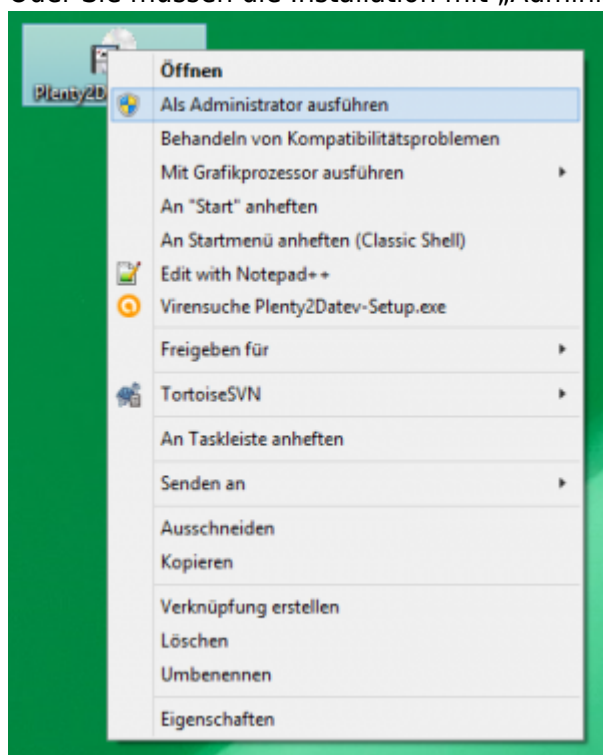 Öffnen
Plenty2D
Als Administrator ausführen
Behandeln von Kompatibilitätsproblemen
Mit Grafikprozessor ausführen
An "Start" anheften
An Startmenü anheften (Classic Shell)
Edit with Notepad++
Virensuche Plenty2Datev-Setup.exe
Freigeben für
TortoiseSVN
An Taskleiste anheften
Senden an
Ausschneiden
Kopieren
Verknüpfung erstellen
Löschen
Umbenennen
Eigenschaften